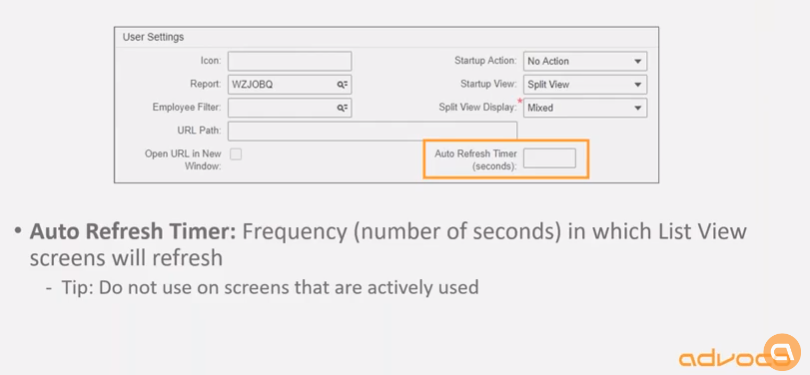 User Settings
Icon:
Startup Action: No Action
Report: WZJOBQ
Startup View: Split View
Employee Filter:
Split View Display: * Mixed
URL Path:
Open URL in New
Window:
Auto Refresh Timer
(seconds):
• Auto Refresh Timer: Frequency (number of seconds) in which List View
screens will refresh
- Tip: Do not use on screens that are actively used